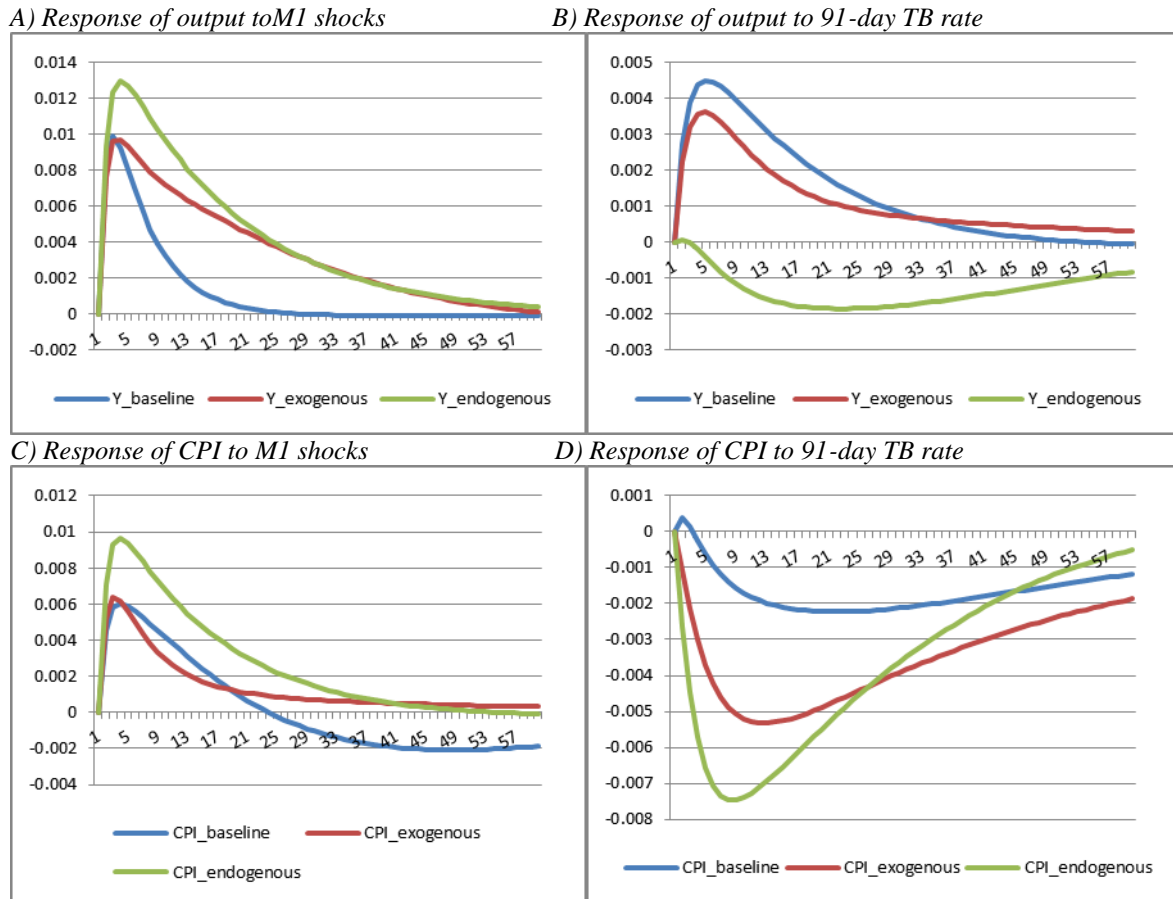 A) Response of output toM1 shocks
B) Response of output to 91-day TB rate
0.014
0.012
0.01
0.008
0.006
0.004
0.002
0
-0.002
1 5 9 13 17 21 25 29 33 37 41 45 49 53 57
Y_baseline Y_exogenous Y_endogenous
0.005
0.004
0.003
0.002
0.001
0
-0.001
-0.002
-0.003
1 5 9 13 17 21 25 29 33 37 41 45 49 53 57
Y_baseline Y_exogenous Y_endogenous
C) Response of CPI to M1 shocks
D) Response of CPI to 91-day TB rate
0.012
0.01
0.008
0.006
0.004
0.002
0
-0.002
-0.004
1 5 9 13 17 21 25 29 33 37 41 45 49 53 57
CPI_baseline CPI_exogenous
CPI_endogenous
0.001
0
-0.001
-0.002
-0.003
-0.004
-0.005
-0.006
-0.007
-0.008
1 5 9 13 17 21 25 29 33 37 41 45 49 53 57
CPI_baseline CPI_exogenous CPI_endogenous